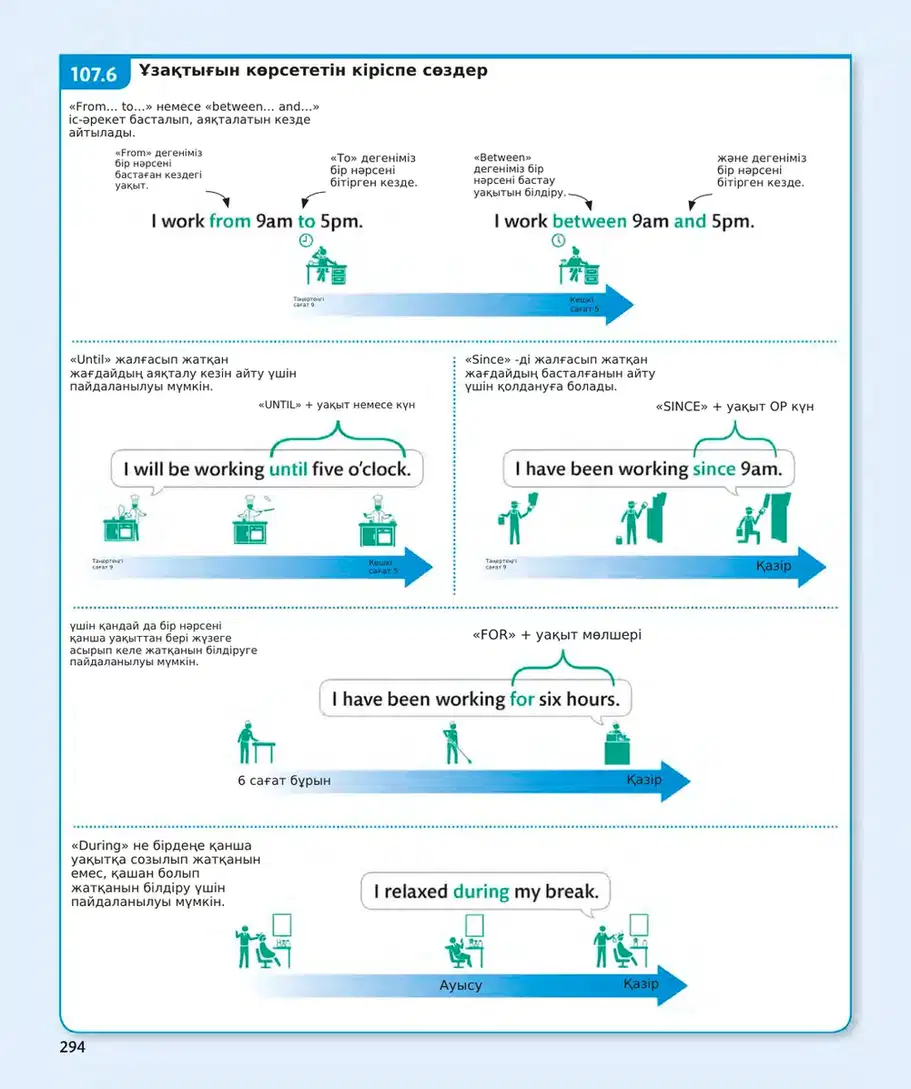 107.6
Ұзақтығын көрсететін кіріспе сөздер
«From... to...» немесе «between... and...»
іс-әрекет басталып, аяқталатын кезде
айтылады.
«From» дегеніміз
бір нәрсені
бастаған кездегі
уақыт.
«To» дегеніміз
бір нәрсені
бітірген кезде.
«Between»
дегеніміз бір
нәрсені бастау
уақытын білдіру.
және дегеніміз
бір нәрсені
бітірген кезде.
I work from 9am to 5pm.
I work between 9am and 5pm.
Таңертеңгі
сағат 9
Кешкі
сағат 5
«Until» жалғасып жатқан
жағдайдың аяқталу кезін айту үшін
пайдаланылуы мүмкін.
«UNTIL» + уақыт немесе күн
I will be working until five o’clock.
Таңертеңгі
сағат 9
Кешкі
сағат 5
«Since» -ді жалғасып жатқан
жағдайдың басталғанын айту
үшін қолдануға болады.
«SINCE» + уақыт ОР күн
I have been working since 9am.
Таңертеңгі
сағат 9
Қазір
үшін қандай да бір нәрсені
қанша уақыттан бері жүзеге
асырып келе жатқанын білдіруге
пайдаланылуы мүмкін.
«FOR» + уақыт мөлшері
I have been working for six hours.
6 сағат бұрын
Қазір
«During» не бірдеңе қанша
уақытқа созылып жатқанын
емес, қашан болып
жатқанын білдіру үшін
пайдаланылуы мүмкін.
I relaxed during my break.
Ауысу
Қазір
294